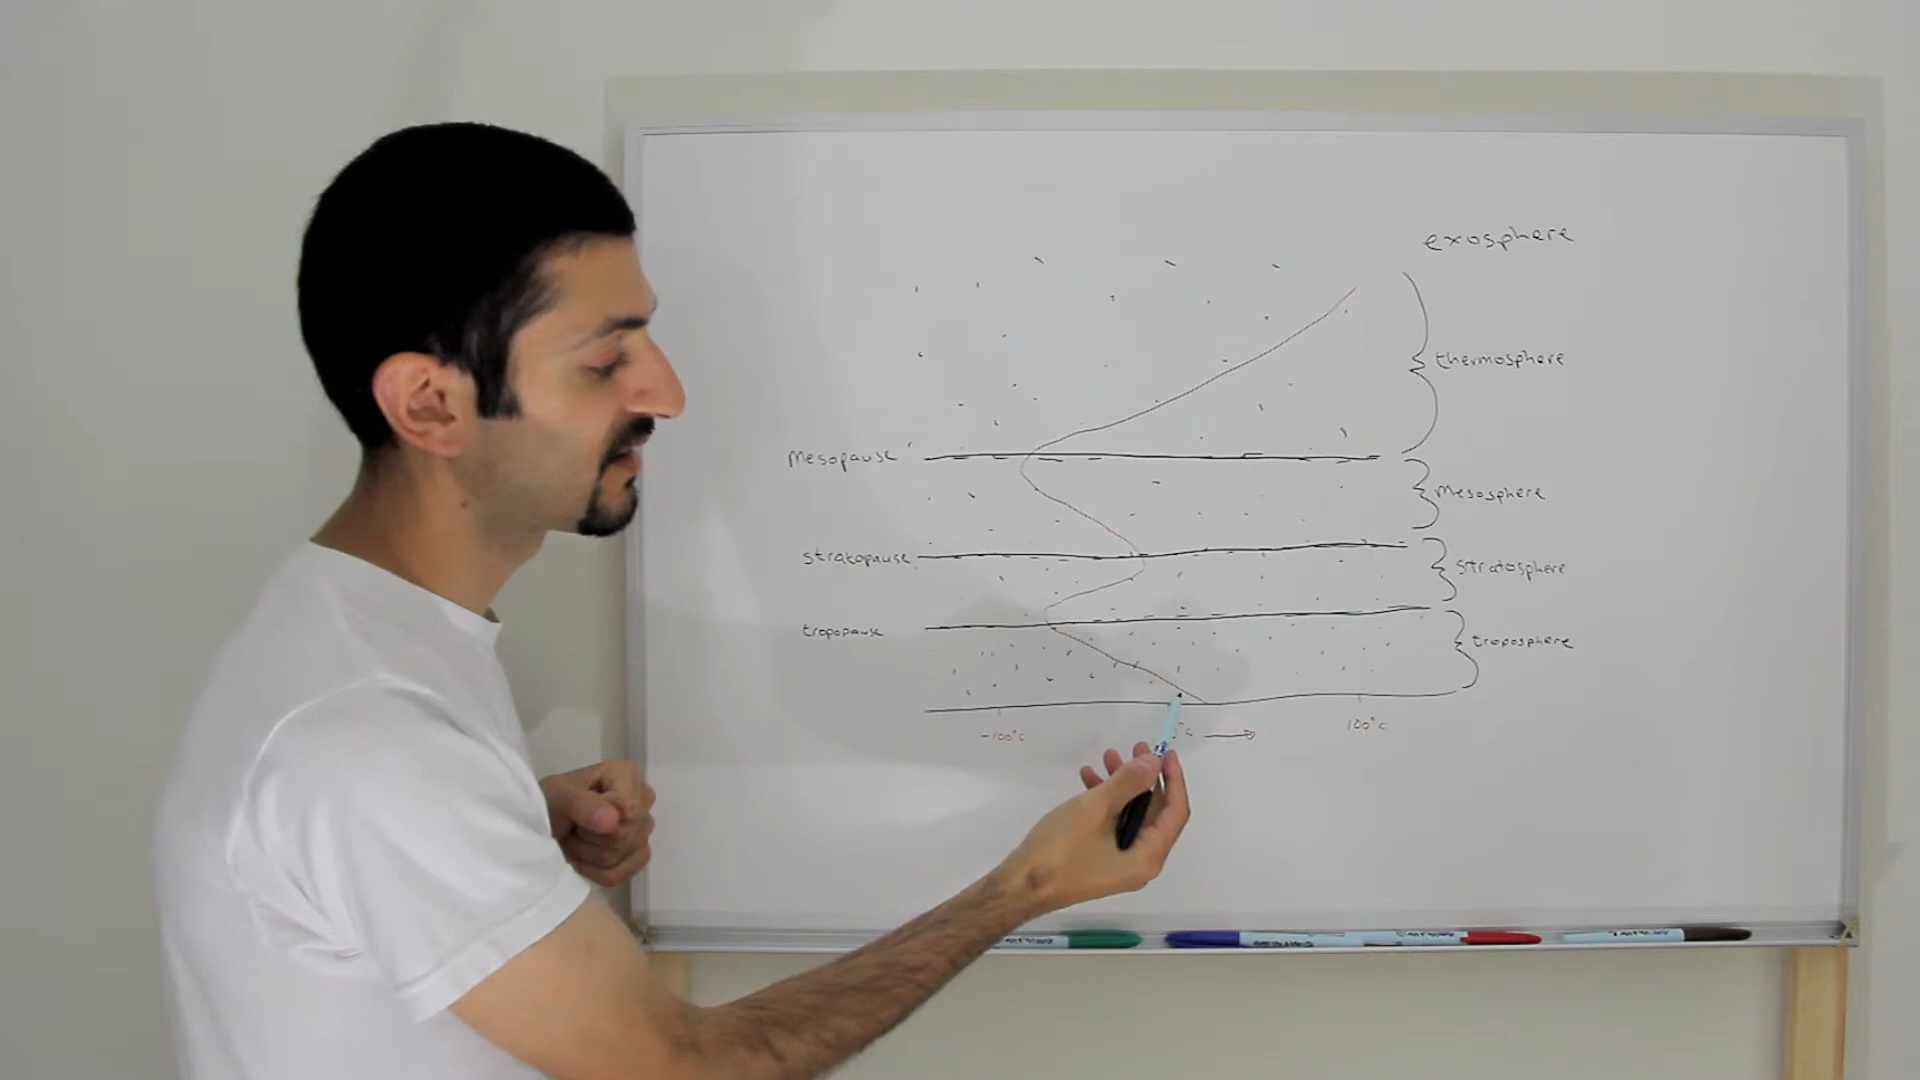 exosphere
thermosphere
Mesopause
Mesosphere
stratopause
stratosphere
tropopause
troposphere
-100°C
°C
100°C